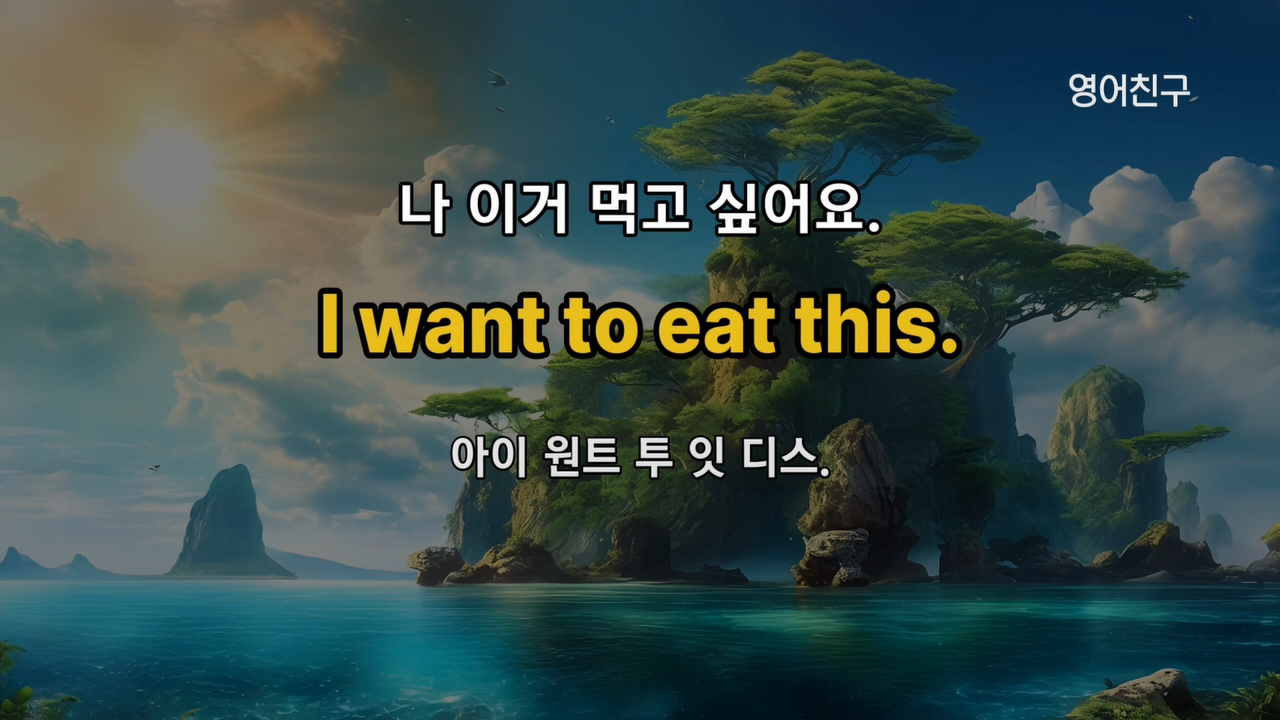 영어친구
나 이거 먹고 싶어요.
I want to eat this.
아이 원트 투 잇 디스.